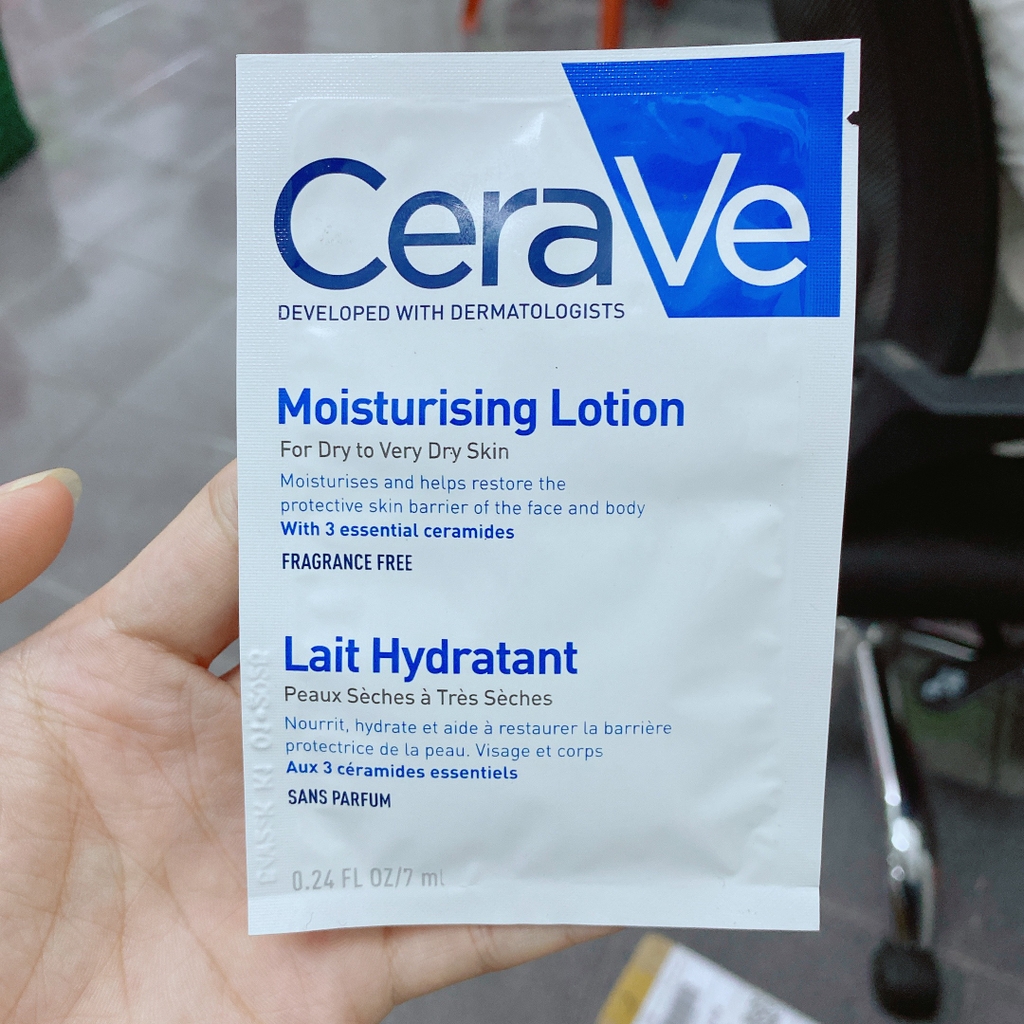 CeraVe
DEVELOPED WITH DERMATOLOGISTS
Moisturising Lotion
For Dry to Very Dry Skin
Moisturises and helps restore the
protective skin barrier of the face and body
With 3 essential ceramides
FRAGRANCE FREE
Lait Hydratant
Peaux Sèches à Très Sèches
Nourrit, hydrate et aide à restaurer la barrière
protectrice de la peau. Visage et corps
Aux 3 céramides essentiels
SANS PARFUM
0.24 FL OZ/7 ml